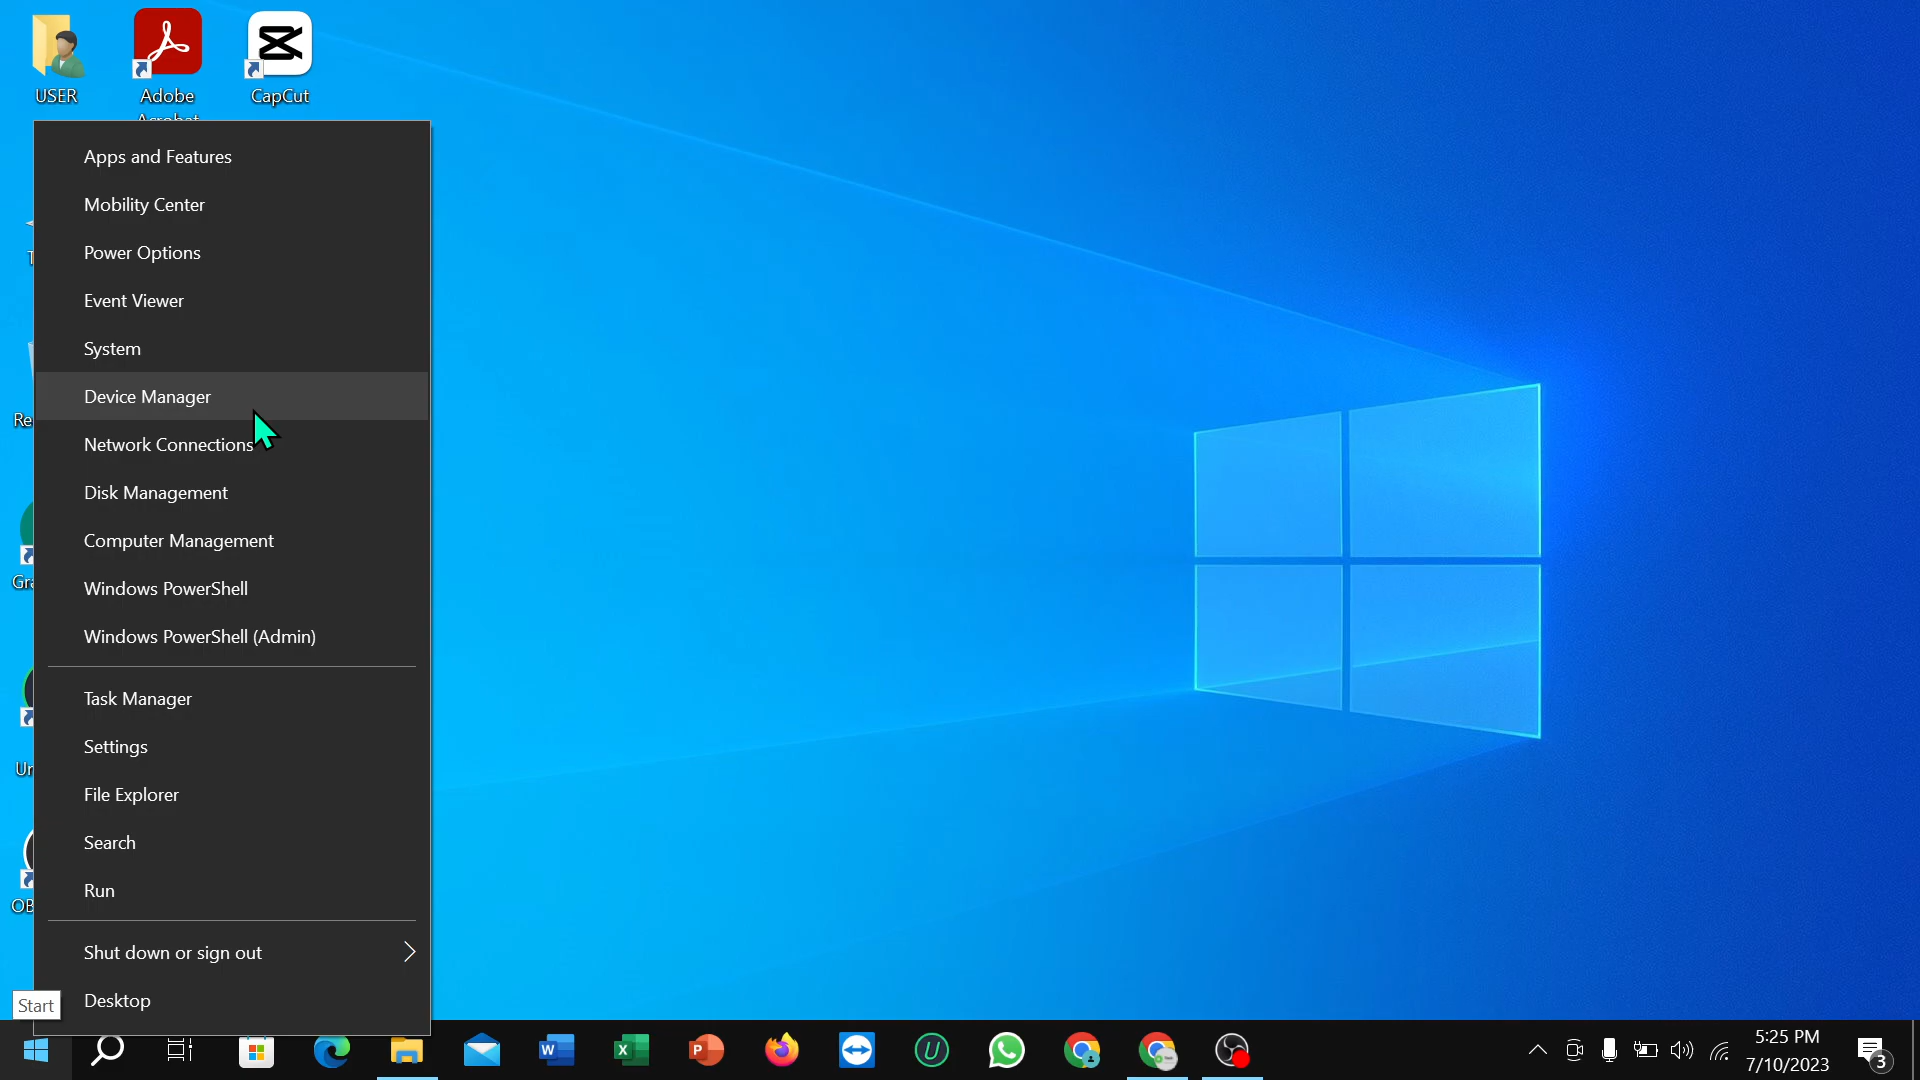 USER
Adobe
CapCut
Apps and Features
Mobility Center
Power Options
Event Viewer
System
Device Manager
Network Connections
Disk Management
Computer Management
Windows PowerShell
Windows PowerShell (Admin)
Task Manager
Settings
File Explorer
Search
Run
Shut down or sign out
Desktop
Start
W
X
P
U
5:25 PM
7/10/2023
3